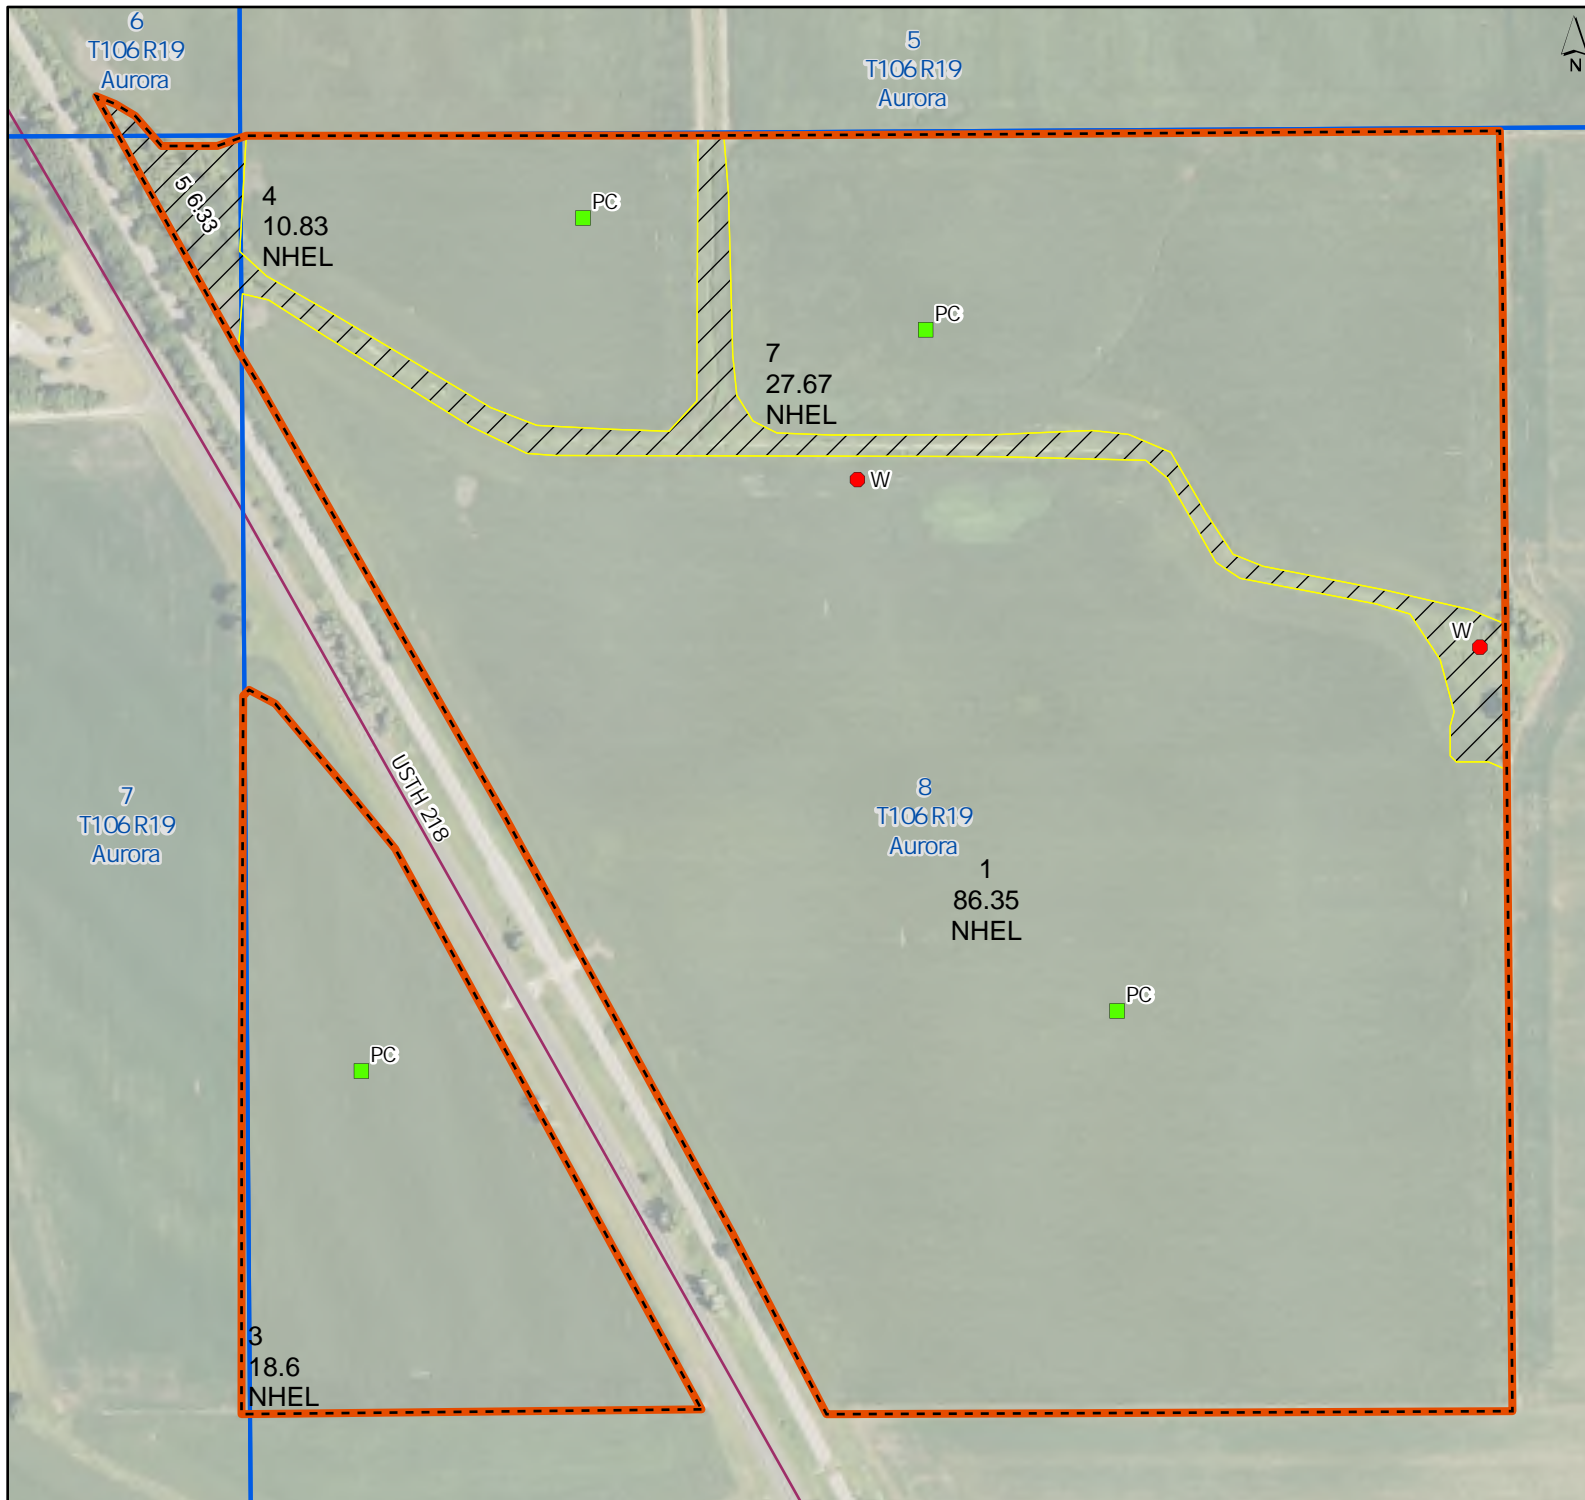 6
T106 R19
Aurora
5
T106 R19
Aurora
N
5 6.33
4
10.83
NHEL
PC
PC
7
27.67
NHEL
W
W
USTH 218
7
T106 R19
Aurora
8
T106 R19
Aurora
1
86.35
NHEL
PC
PC
3
18.6
NHEL